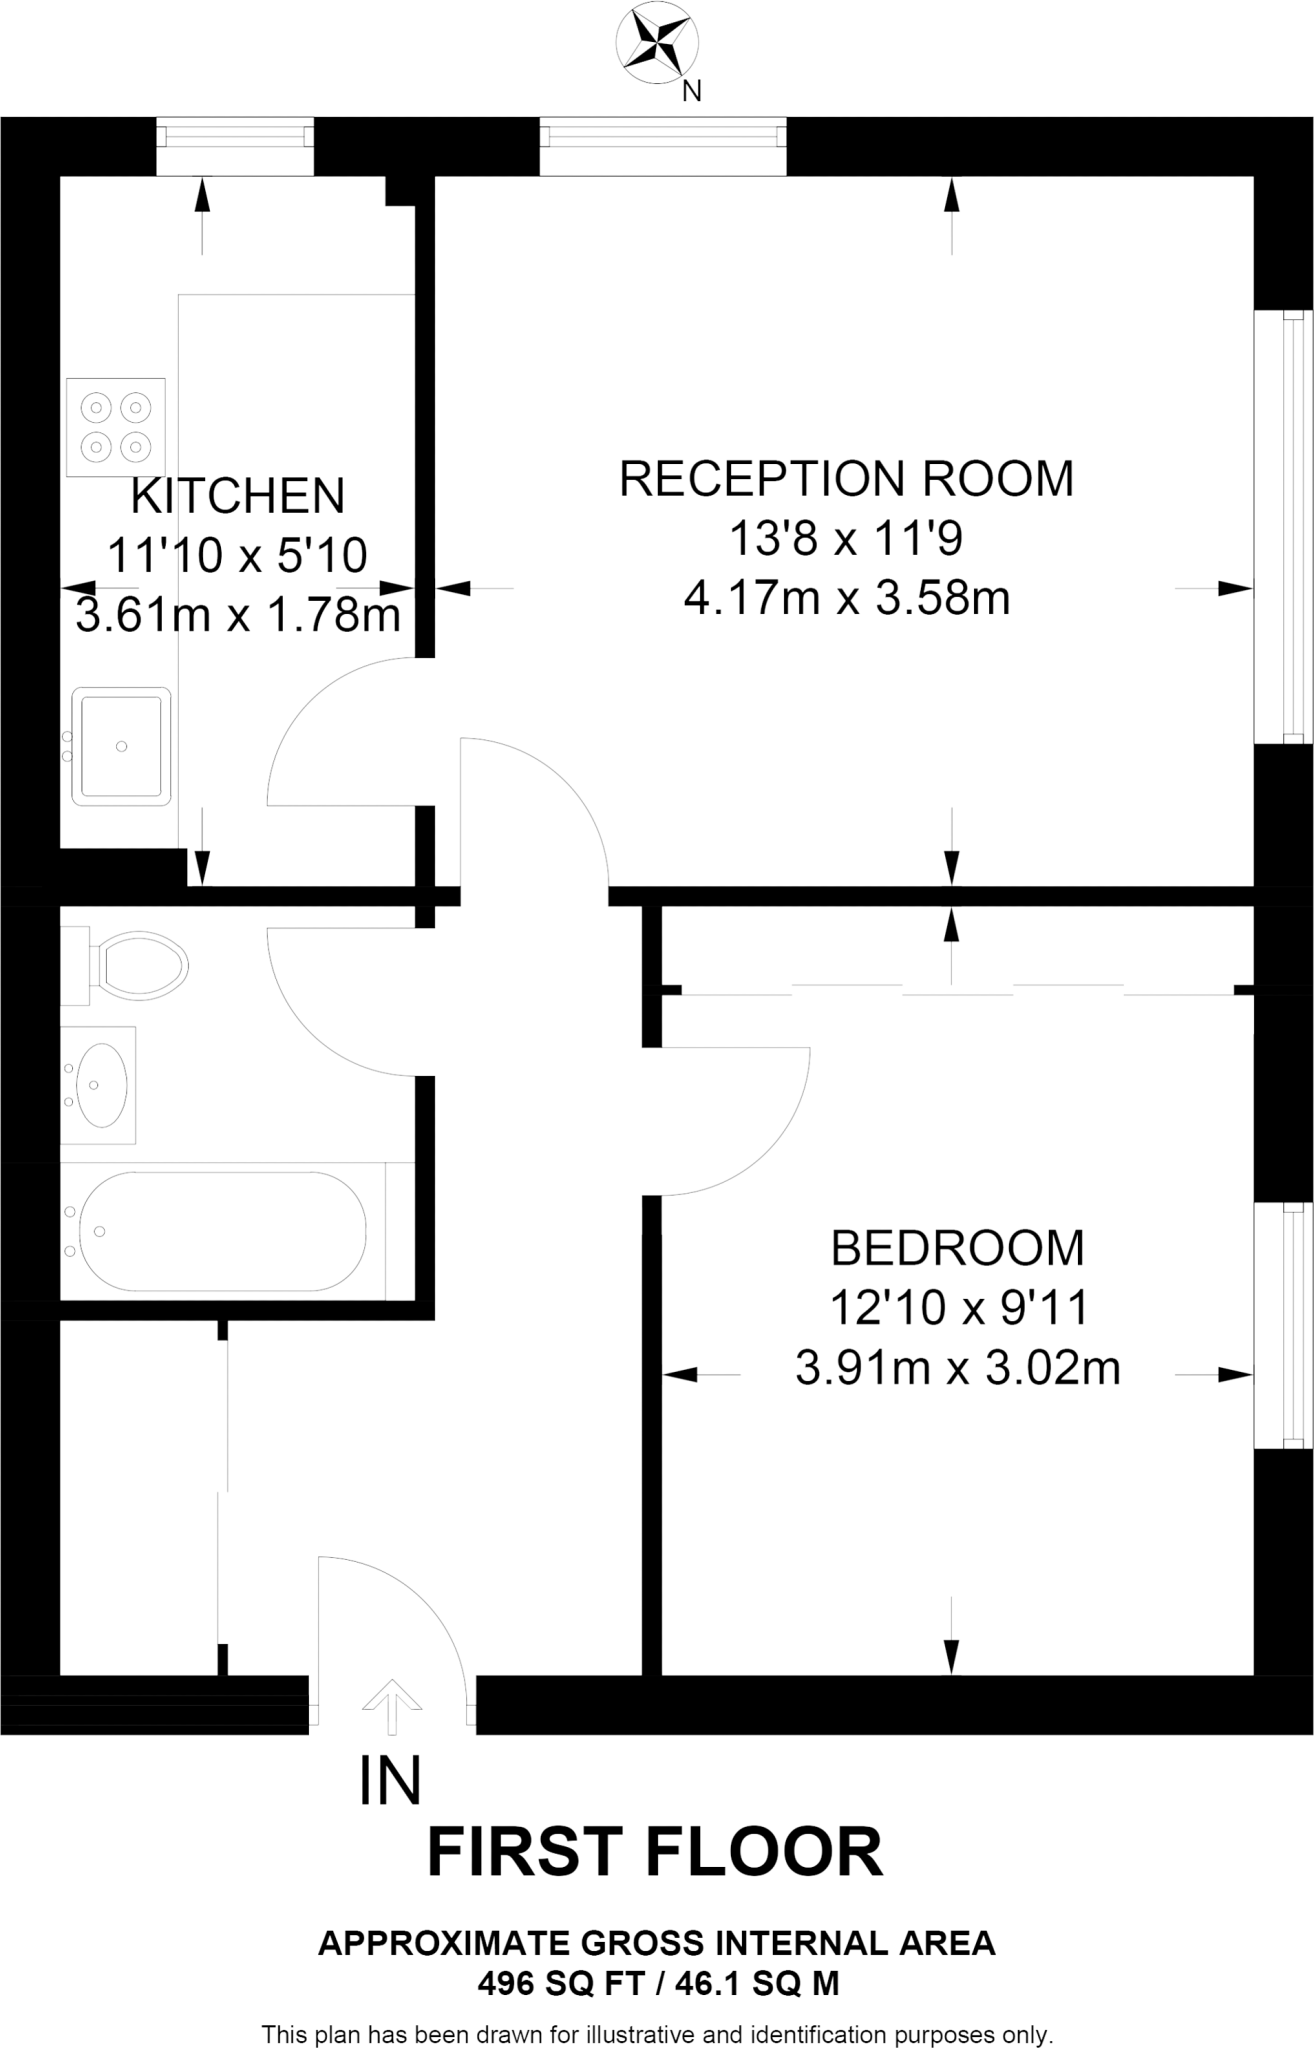 N
KITCHEN
11'10 x 5'10
3.61m x 1.78m
RECEPTION ROOM
13'8 x 11'9
4.17m x 3.58m
BEDROOM
12'10 x 9'11
3.91m x 3.02m
IN
FIRST FLOOR
APPROXIMATE GROSS INTERNAL AREA
496 SQ FT / 46.1 SQ M
This plan has been drawn for illustrative and identification purposes only.